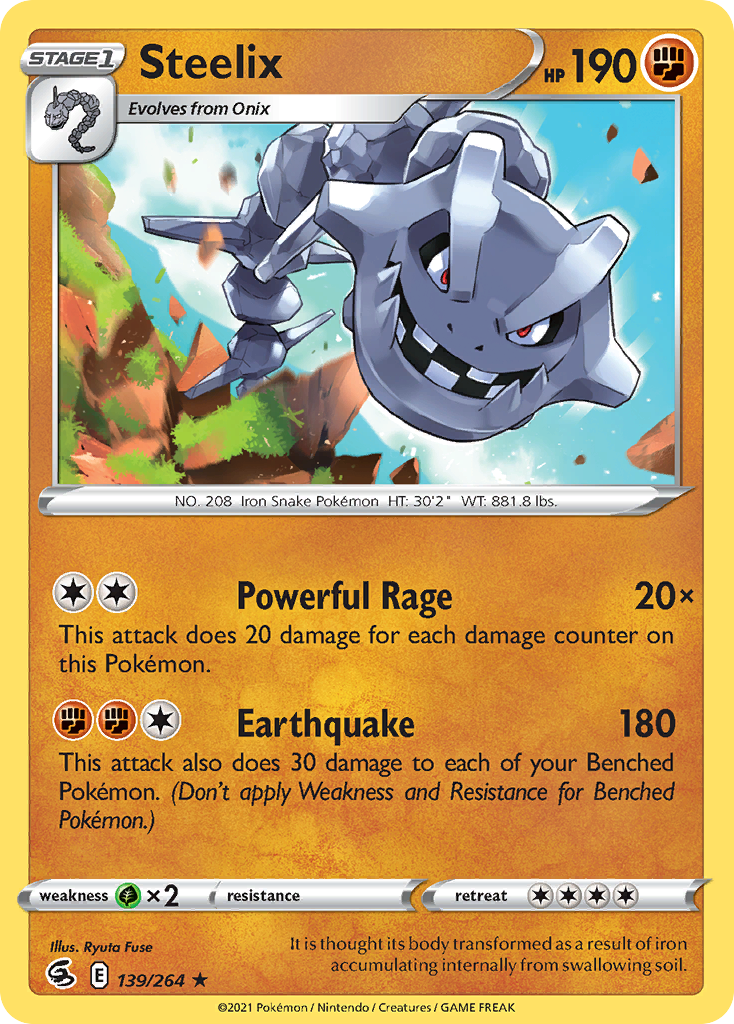 STAGE1
Steelix
HP 190
Evolves from Onix
NO. 208 Iron Snake Pokémon HT: 30'2" WT: 881.8 lbs.
Powerful Rage 20×
This attack does 20 damage for each damage counter on
this Pokémon.
Earthquake 180
This attack also does 30 damage to each of your Benched
Pokémon. (Don't apply Weakness and Resistance for Benched
Pokémon.)
weakness ×2 resistance retreat
Illus. Ryuta Fuse
It is thought its body transformed as a result of iron
accumulating internally from swallowing soil.
E 139/264 ★
©2021 Pokémon / Nintendo / Creatures / GAME FREAK